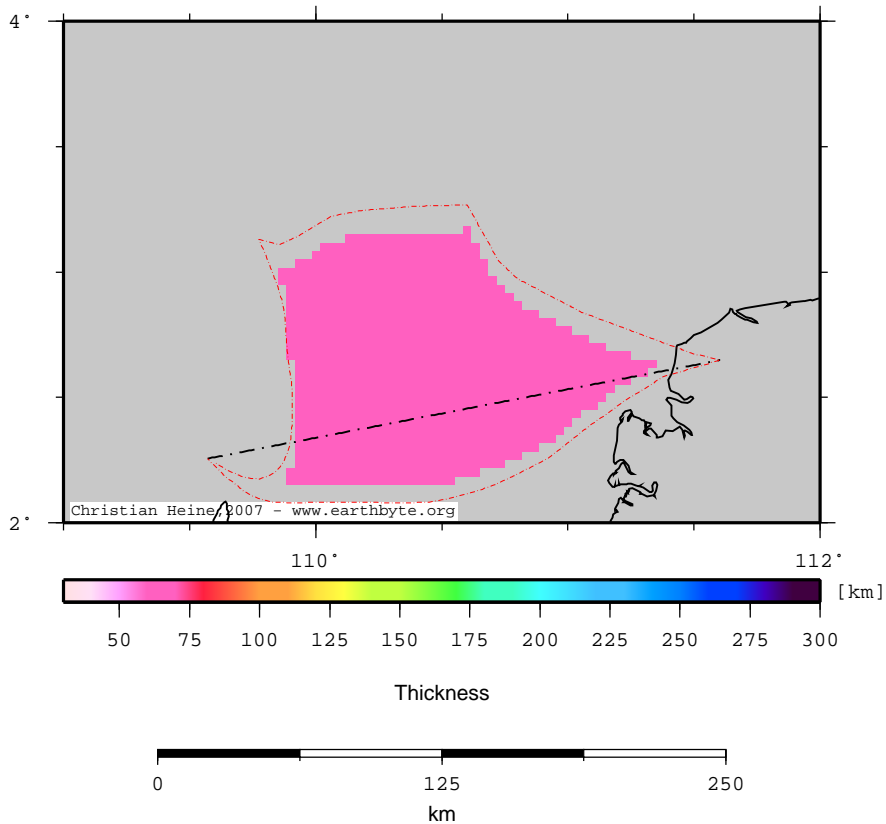 4°
2°
Christian Heine,2007 - www.earthbyte.org
110° 112°
[km]
50 75 100 125 150 175 200 225 250 275 300
Thickness
0 125 250
km